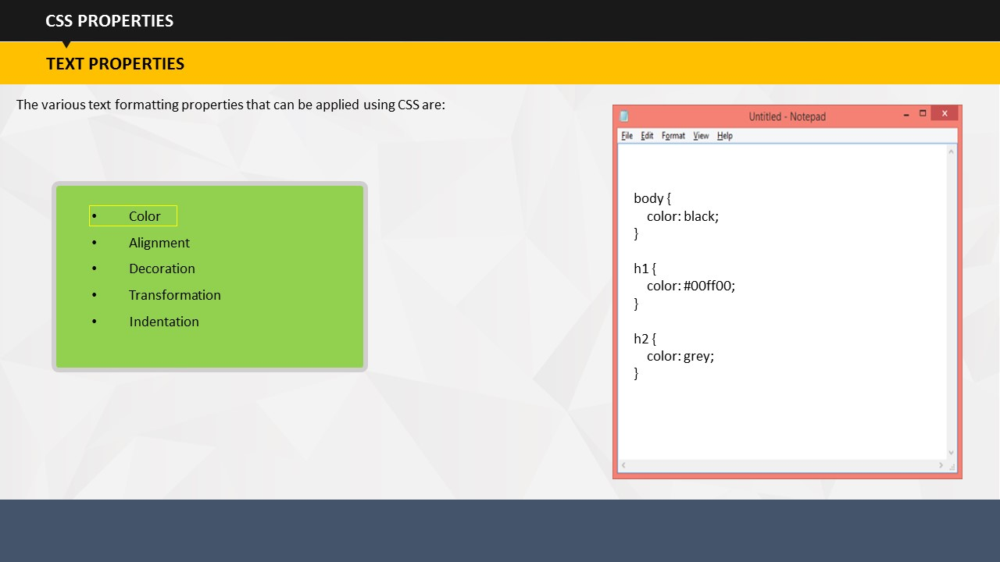 CSS PROPERTIES
TEXT PROPERTIES
The various text formatting properties that can be applied using CSS are:
• Color
• Alignment
• Decoration
• Transformation
• Indentation
Untitled - Notepad
File Edit Format View Help
body {
    color: black;
}
h1 {
    color: #00ff00;
}
h2 {
    color: grey;
}